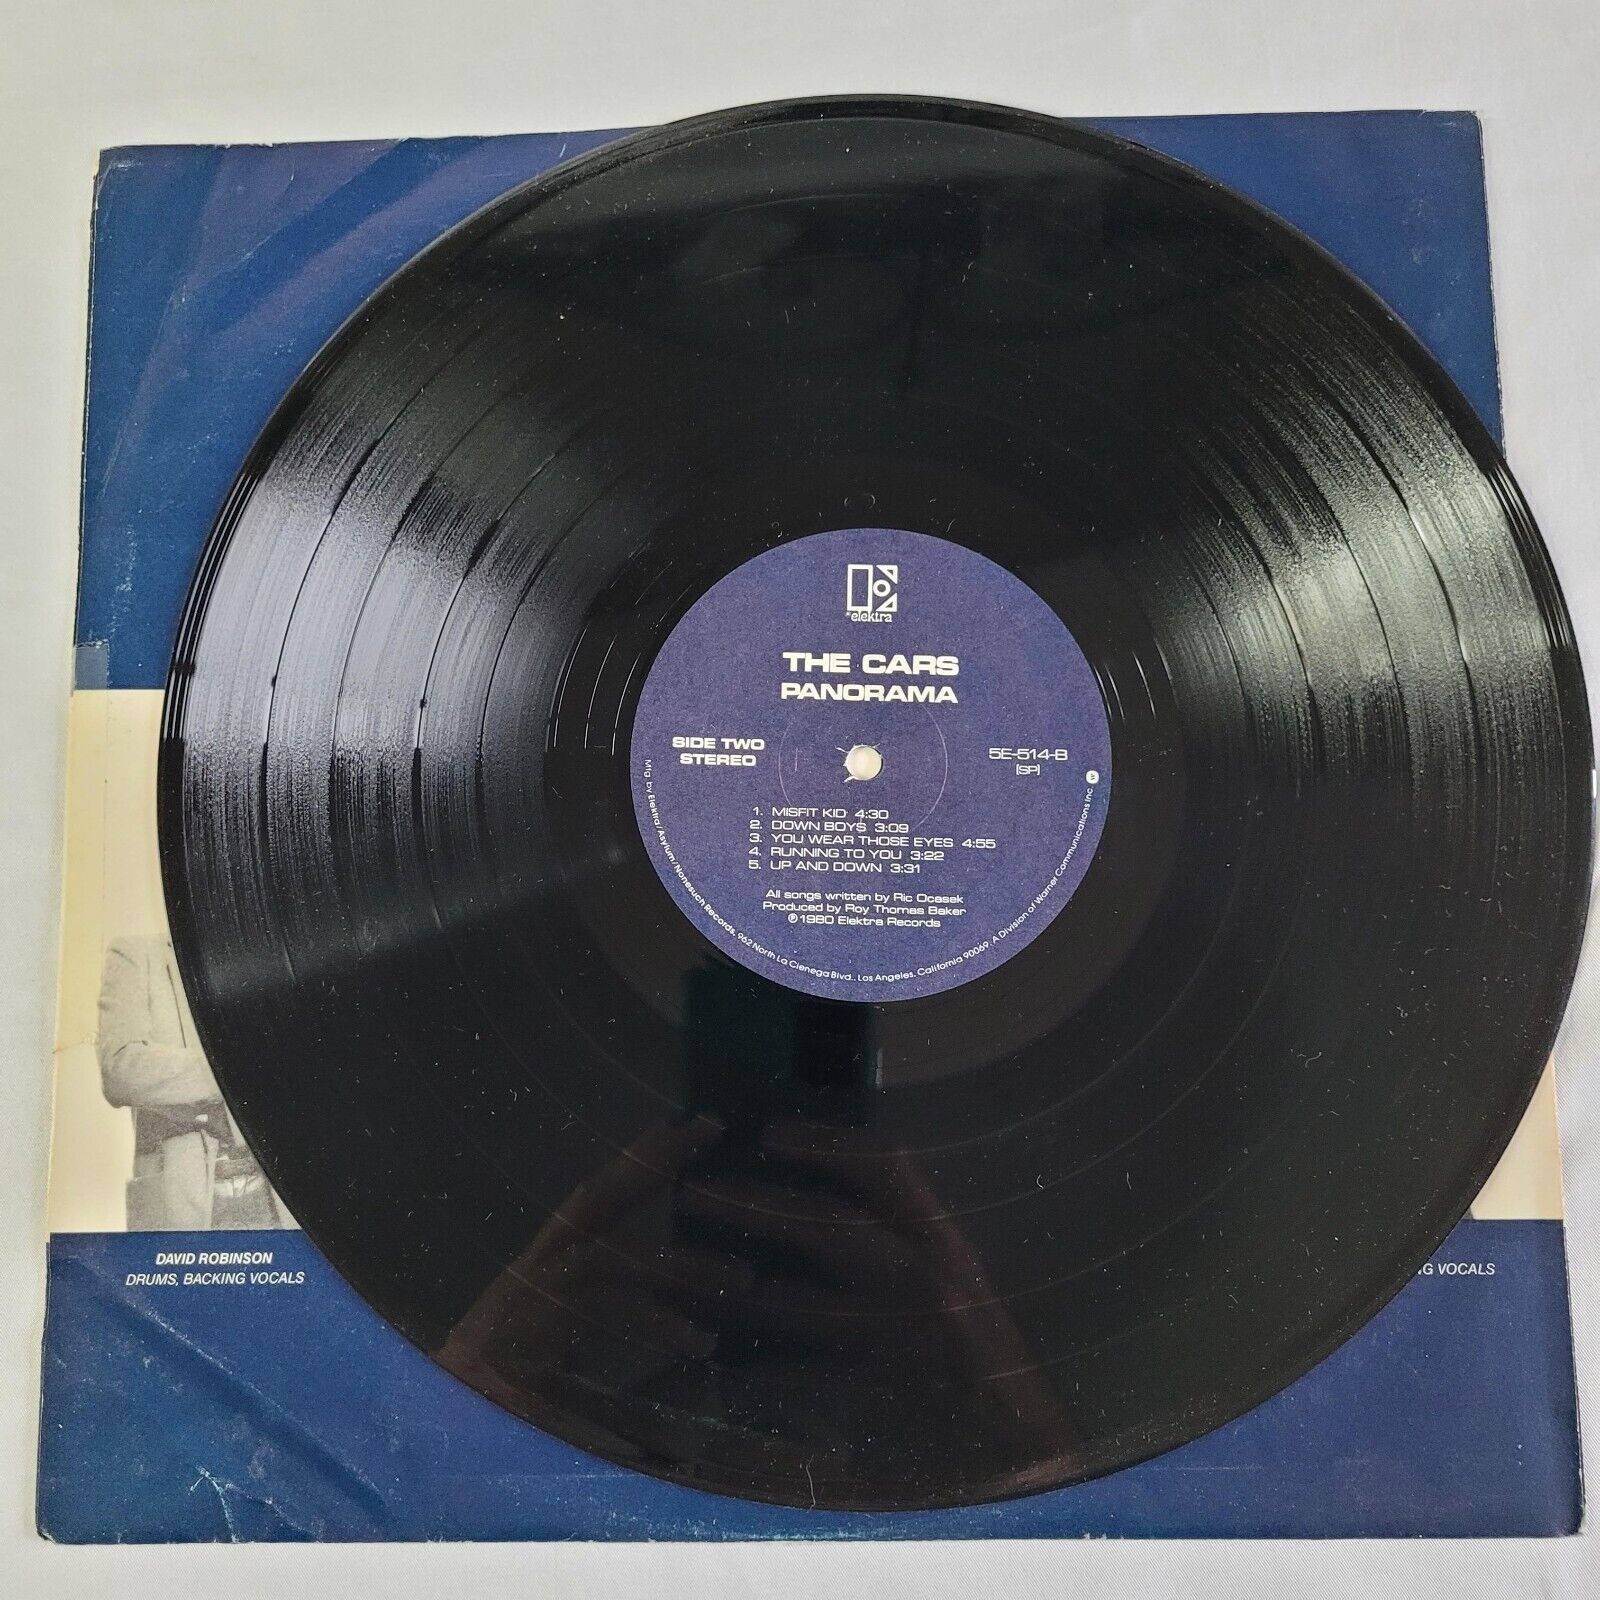 elektra
THE CARS
PANORAMA
SIDE TWO
STEREO
5E-514-B
(SP)
1. MISFIT KID 4:30
2. DOWN BOYS 3:09
3. YOU WEAR THOSE EYES 4:55
4. RUNNING TO YOU 3:22
5. UP AND DOWN 3:31
All songs written by Ric Ocasek
Produced by Roy Thomas Baker
℗1980 Elektra Records
Mfg. by Elektra/Asylum/Nonesuch Records, 962 North La Cienega Blvd., Los Angeles, California 90069. A Division of Warner Communications Inc.
DAVID ROBINSON
DRUMS, BACKING VOCALS
VOCALS